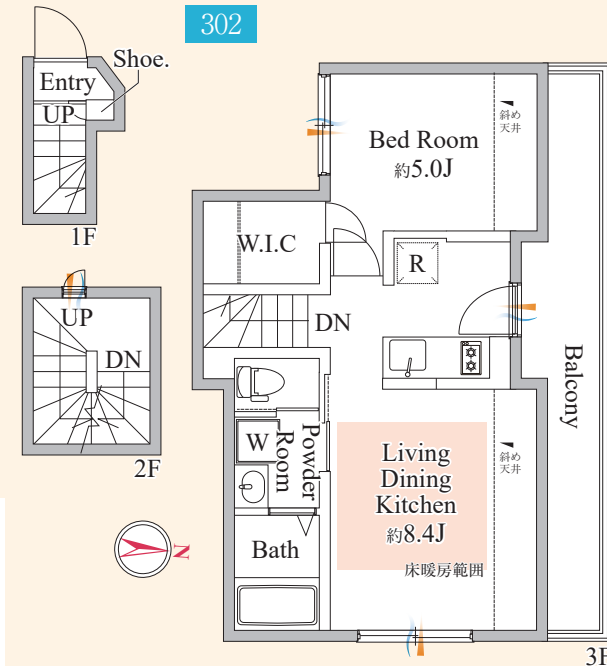 302
Shoe.
Entry
UP
1F
斜め
天井
Bed Room
約5.0J
W.I.C
R
UP
DN
2F
DN
Balcony
W
Powder
Room
Living
Dining
Kitchen
約8.4J
斜め
天井
床暖房範囲
Bath
N
3F